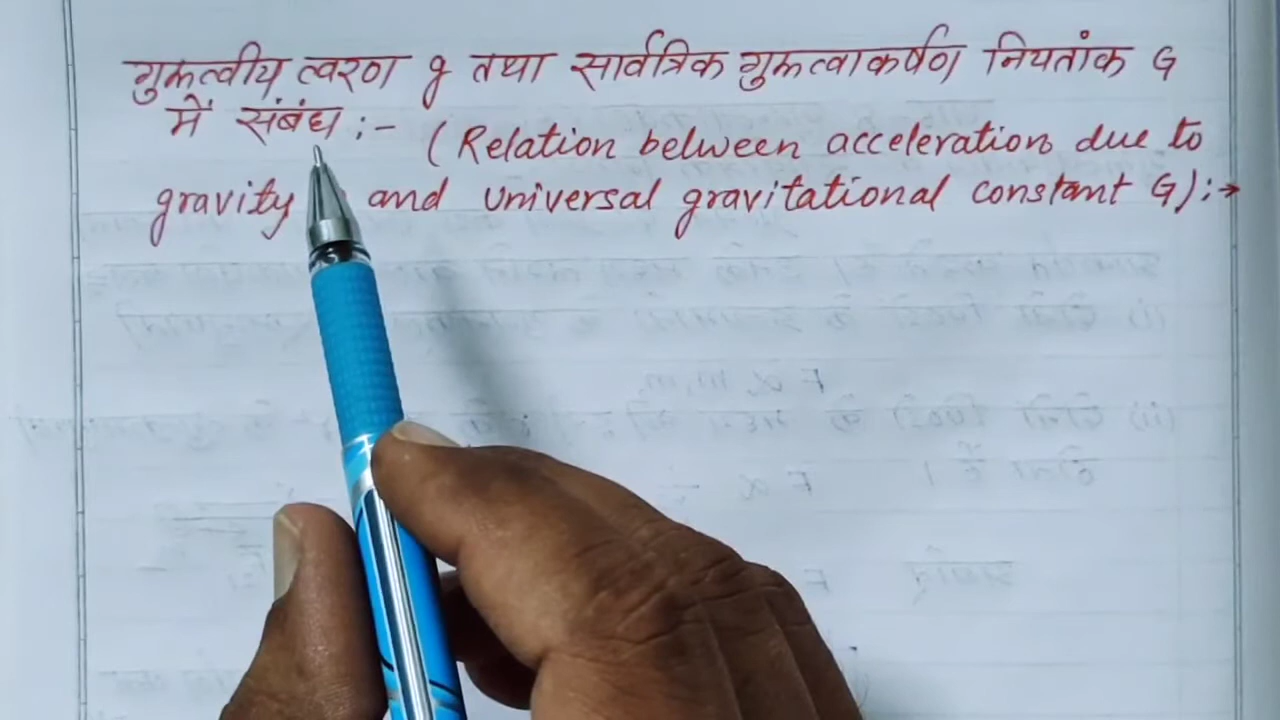 गुरुत्वीय त्वरण g तथा सार्वत्रिक गुरुत्वाकर्षण नियतांक G
में संबंध :- (Relation between acceleration due to
gravity and universal gravitational constant G):→